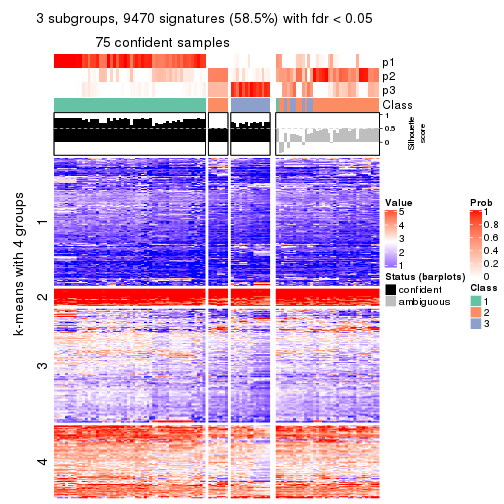 3 subgroups, 9470 signatures (58.5%) with fdr < 0.05
75 confident samples
p1
p2
p3
Class
1
0.5
0
Silhouette
score
k-means with 4 groups
1
2
3
4
Value
5
4
3
2
1
Status (barplots)
confident
ambiguous
Prob
1
0.8
0.6
0.4
0.2
0
Class
1
2
3